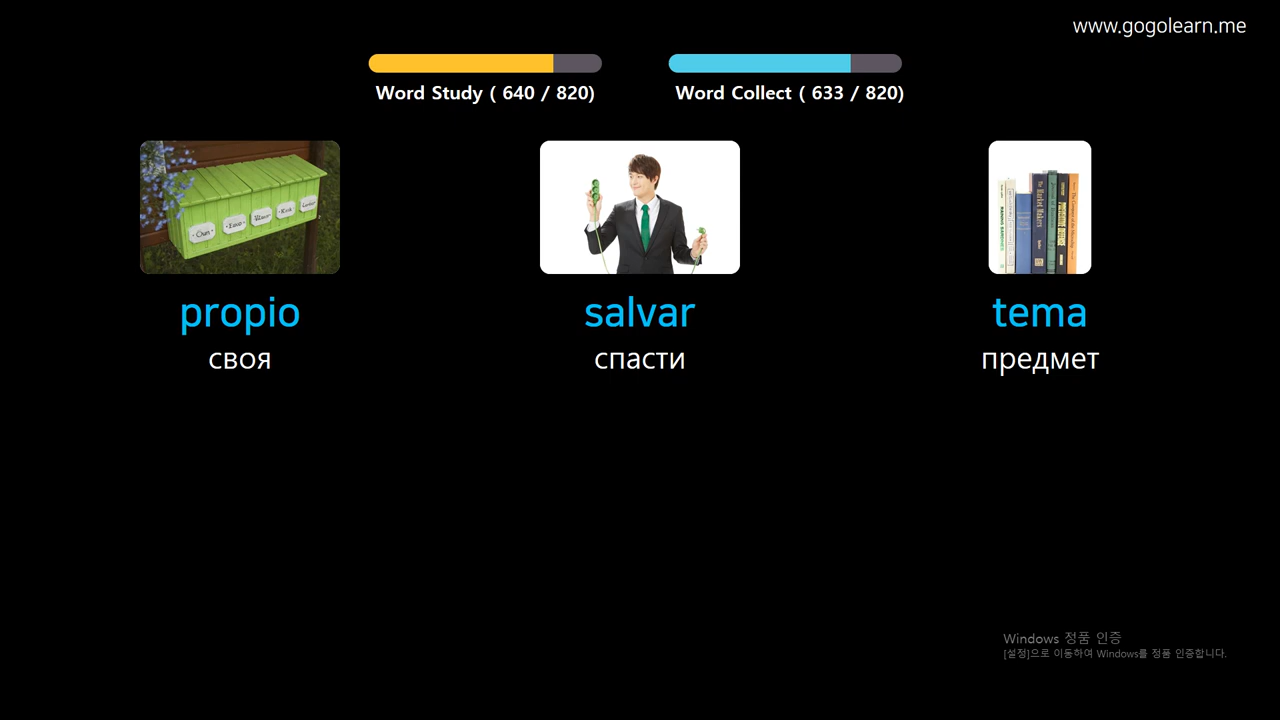 www.gogolearn.me
Word Study ( 640 / 820)
Word Collect ( 633 / 820)
propio
salvar
tema
своя
спасти
предмет
Windows 정품 인증
[설정]으로 이동하여 Windows를 정품 인증합니다.